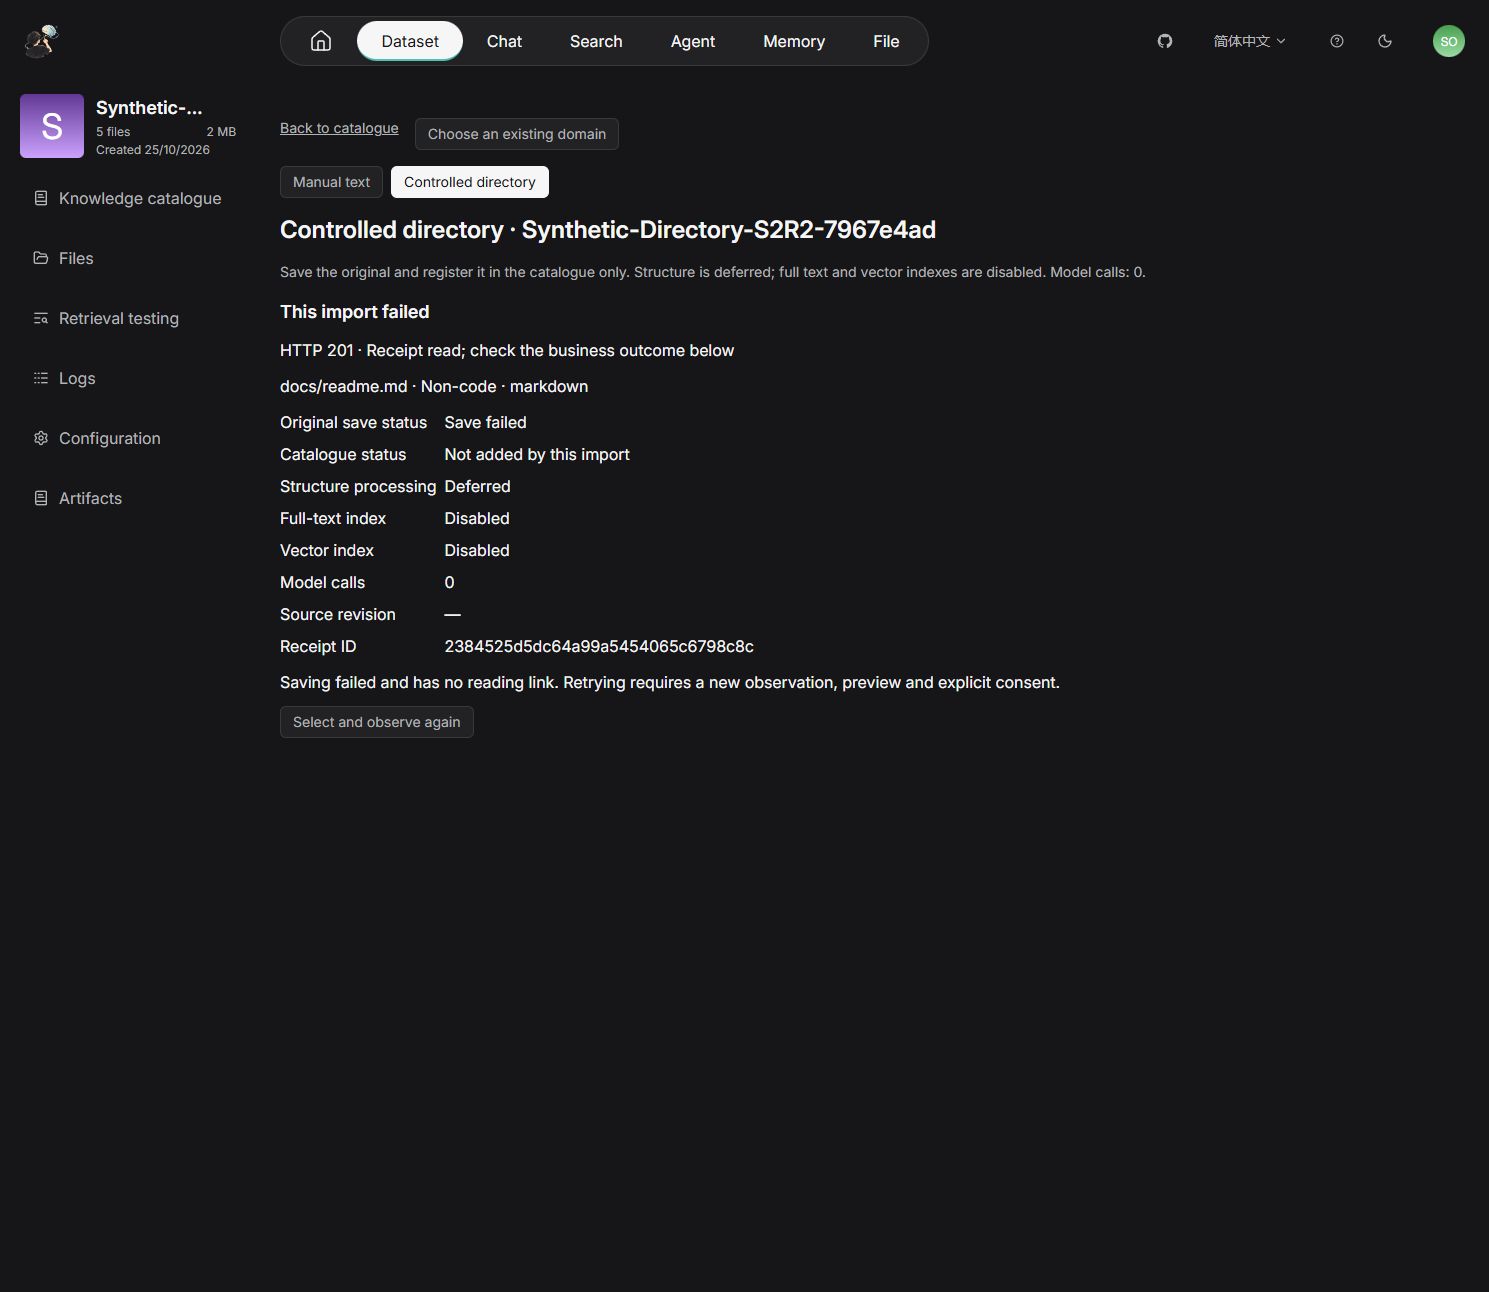 Dataset
Chat
Search
Agent
Memory
File
简体中文
SO
S
Synthetic-...
5 files 2 MB
Created 25/10/2026
Knowledge catalogue
Files
Retrieval testing
Logs
Configuration
Artifacts
Back to catalogue
Choose an existing domain
Manual text
Controlled directory
Controlled directory · Synthetic-Directory-S2R2-7967e4ad
Save the original and register it in the catalogue only. Structure is deferred; full text and vector indexes are disabled. Model calls: 0.
This import failed
HTTP 201 · Receipt read; check the business outcome below
docs/readme.md · Non-code · markdown
Original save status Save failed
Catalogue status Not added by this import
Structure processing Deferred
Full-text index Disabled
Vector index Disabled
Model calls 0
Source revision —
Receipt ID 2384525d5dc64a99a5454065c6798c8c
Saving failed and has no reading link. Retrying requires a new observation, preview and explicit consent.
Select and observe again